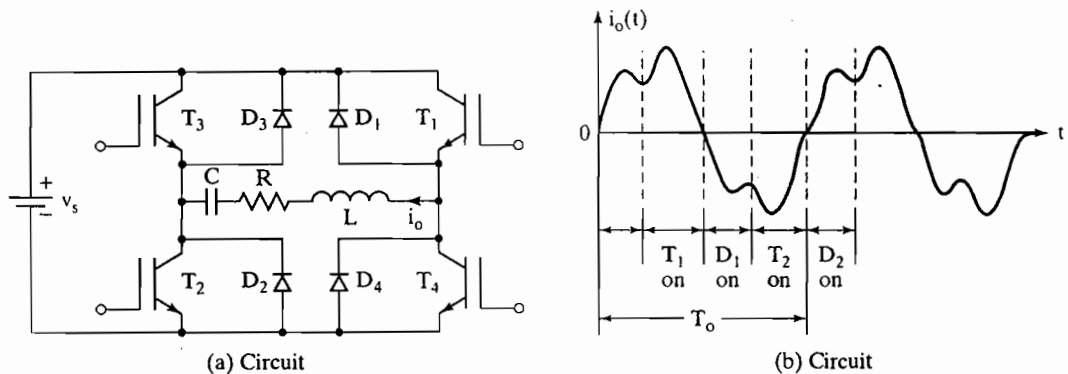 T3 D3 D1 T1
+
− vs
C R
L io
T2 D2 D4 T4
(a) Circuit
io(t)
0 t
T1 on
D1 on
T2 on
D2 on
To
(b) Circuit